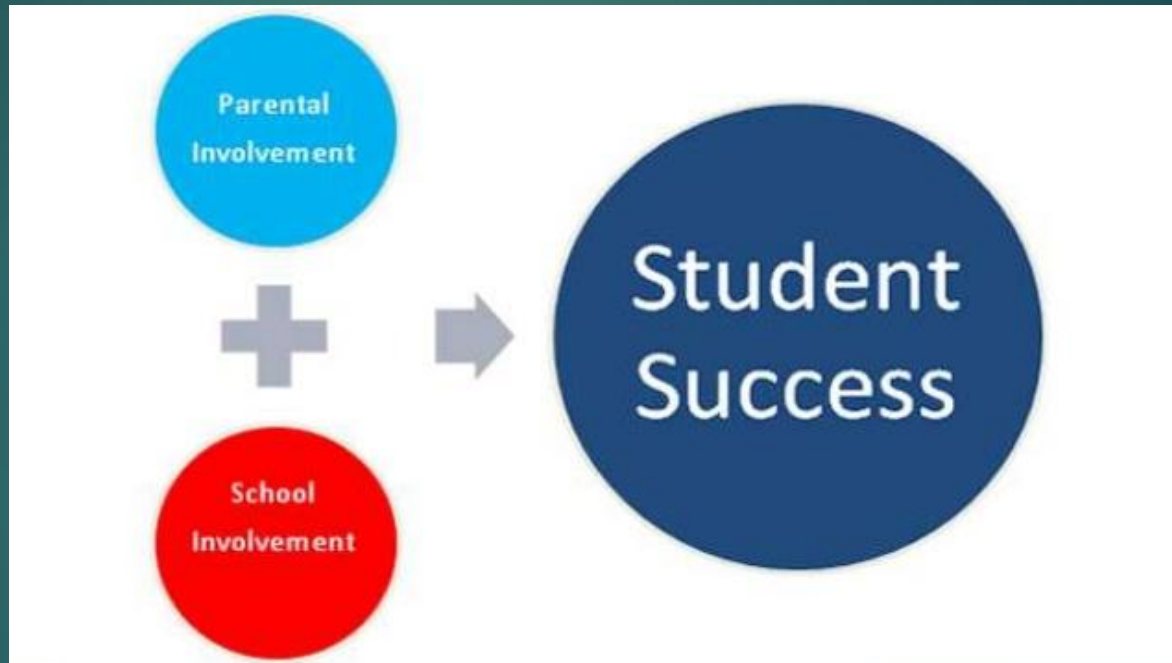 Parental
Involvement
School
Involvement
Student
Success